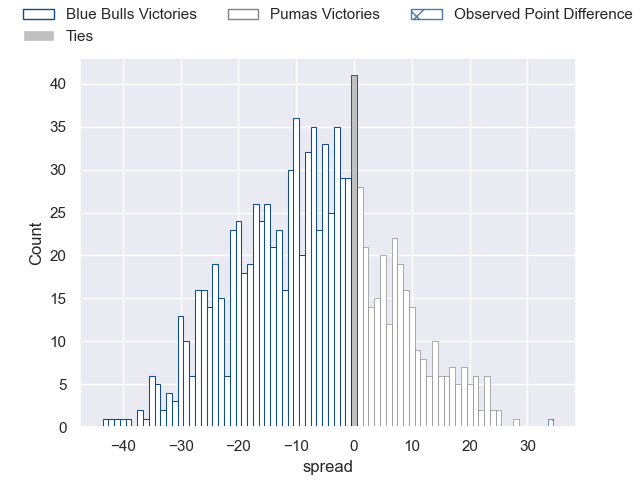 Blue Bulls Victories Pumas Victories Observed Point Difference
Ties
40
35
30
25
20
15
10
5
0
Count
−40 −30 −20 −10 0 10 20 30
spread